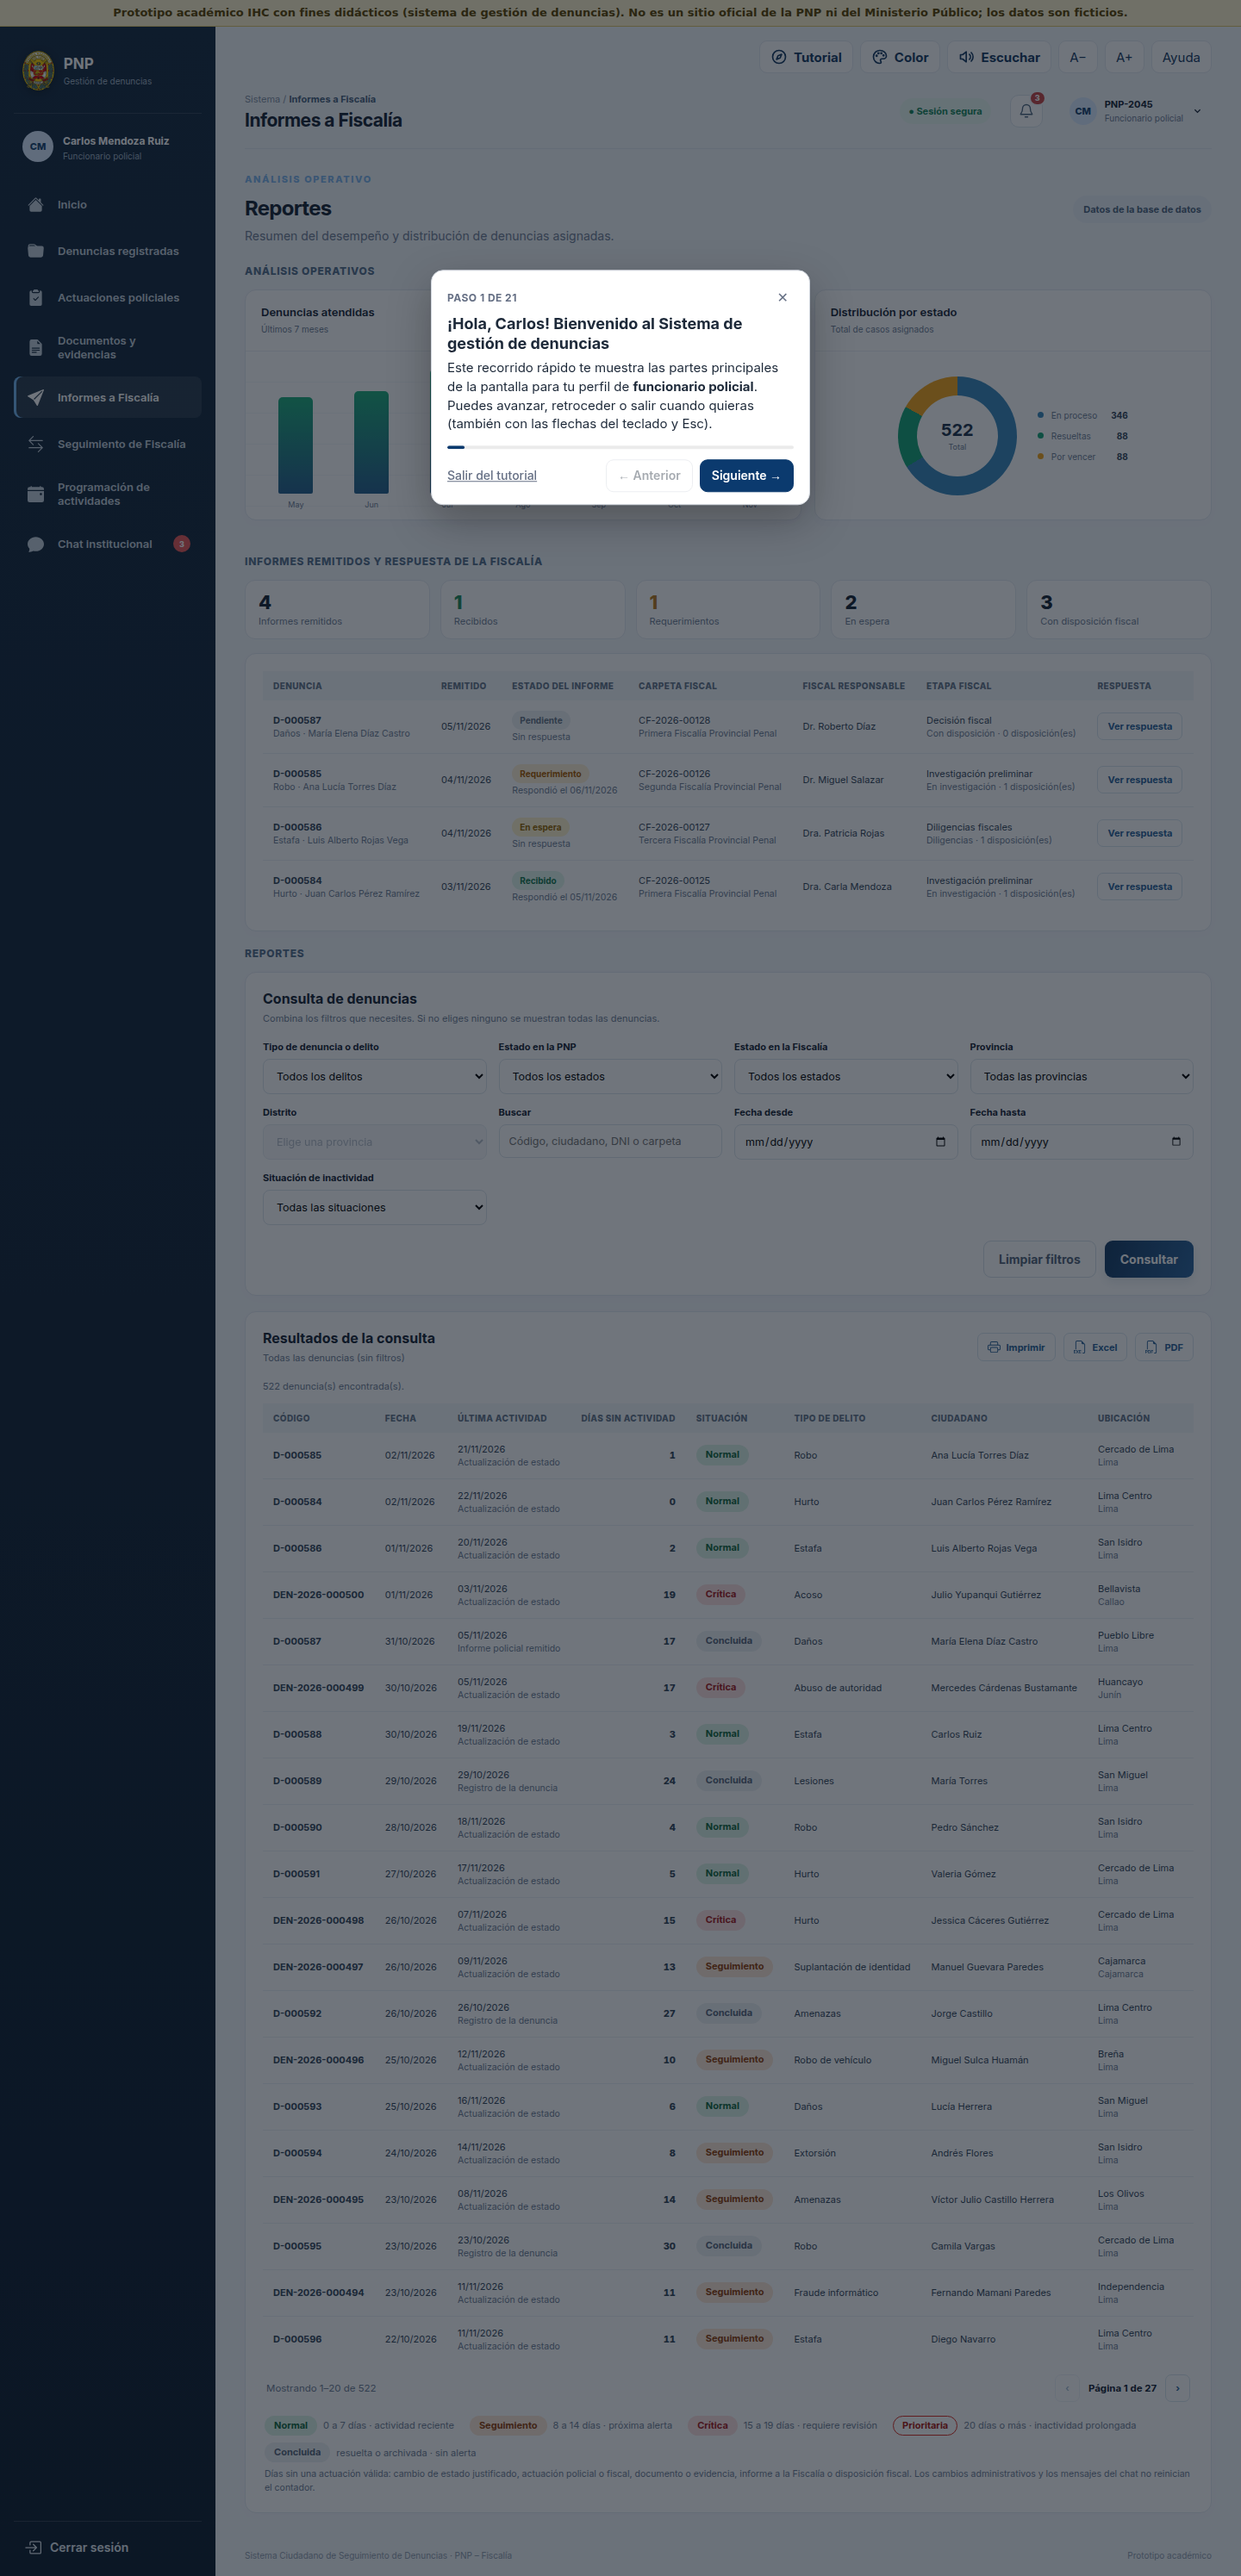 Prototipo académico IHC con fines didácticos (sistema de gestión de denuncias). No es un sitio oficial de la PNP ni del Ministerio Público; los datos son ficticios.
PNP
Gestión de denuncias
CM
Carlos Mendoza Ruiz
Funcionario policial
Inicio
Denuncias registradas
Actuaciones policiales
Documentos y
evidencias
Informes a Fiscalía
Seguimiento de Fiscalía
Programación de
actividades
Chat institucional 3
Cerrar sesión
Tutorial Color Escuchar A− A+ Ayuda
Sistema / Informes a Fiscalía
Informes a Fiscalía
• Sesión segura
3
CM
PNP-2045
Funcionario policial
ANÁLISIS OPERATIVO
Reportes
Resumen del desempeño y distribución de denuncias asignadas.
Datos de la base de datos
ANÁLISIS OPERATIVOS
Denuncias atendidas
Últimos 7 meses
May Jun
PASO 1 DE 21 ×
¡Hola, Carlos! Bienvenido al Sistema de
gestión de denuncias
Este recorrido rápido te muestra las partes principales
de la pantalla para tu perfil de funcionario policial.
Puedes avanzar, retroceder o salir cuando quieras
(también con las flechas del teclado y Esc).
Salir del tutorial ← Anterior Siguiente →
Distribución por estado
Total de casos asignados
522
Total
En proceso 346
Resueltas 88
Por vencer 88
INFORMES REMITIDOS Y RESPUESTA DE LA FISCALÍA
4
Informes remitidos
1
Recibidos
1
Requerimientos
2
En espera
3
Con disposición fiscal
DENUNCIA REMITIDO ESTADO DEL INFORME CARPETA FISCAL FISCAL RESPONSABLE ETAPA FISCAL RESPUESTA
D-000587 05/11/2026 Pendiente CF-2026-00128 Dr. Roberto Díaz Decisión fiscal Ver respuesta
Daños · María Elena Díaz Castro Sin respuesta Primera Fiscalía Provincial Penal Con disposición · 0 disposición(es)
D-000585 04/11/2026 Requerimiento CF-2026-00126 Dr. Miguel Salazar Investigación preliminar Ver respuesta
Robo · Ana Lucía Torres Díaz Respondió el 06/11/2026 Segunda Fiscalía Provincial Penal En investigación · 1 disposición(es)
D-000586 04/11/2026 En espera CF-2026-00127 Dra. Patricia Rojas Diligencias fiscales Ver respuesta
Estafa · Luis Alberto Rojas Vega Sin respuesta Tercera Fiscalía Provincial Penal Diligencias · 1 disposición(es)
D-000584 03/11/2026 Recibido CF-2026-00125 Dra. Carla Mendoza Investigación preliminar Ver respuesta
Hurto · Juan Carlos Pérez Ramírez Respondió el 05/11/2026 Primera Fiscalía Provincial Penal En investigación · 1 disposición(es)
REPORTES
Consulta de denuncias
Combina los filtros que necesites. Si no eliges ninguno se muestran todas las denuncias.
Tipo de denuncia o delito Estado en la PNP Estado en la Fiscalía Provincia
Todos los delitos Todos los estados Todos los estados Todas las provincias
Distrito Buscar Fecha desde Fecha hasta
Elige una provincia Código, ciudadano, DNI o carpeta mm/dd/yyyy mm/dd/yyyy
Situación de inactividad
Todas las situaciones
Limpiar filtros Consultar
Resultados de la consulta
Todas las denuncias (sin filtros)
Imprimir Excel PDF
522 denuncia(s) encontrada(s).
CÓDIGO FECHA ÚLTIMA ACTIVIDAD DÍAS SIN ACTIVIDAD SITUACIÓN TIPO DE DELITO CIUDADANO UBICACIÓN
D-000585 02/11/2026 21/11/2026 1 Normal Robo Ana Lucía Torres Díaz Cercado de Lima
Actualización de estado Lima
D-000584 02/11/2026 22/11/2026 0 Normal Hurto Juan Carlos Pérez Ramírez Lima Centro
Actualización de estado Lima
D-000586 01/11/2026 20/11/2026 2 Normal Estafa Luis Alberto Rojas Vega San Isidro
Actualización de estado Lima
DEN-2026-000500 01/11/2026 03/11/2026 19 Crítica Acoso Julio Yupanqui Gutiérrez Bellavista
Actualización de estado Callao
D-000587 31/10/2026 05/11/2026 17 Concluida Daños María Elena Díaz Castro Pueblo Libre
Informe policial remitido Lima
DEN-2026-000499 30/10/2026 05/11/2026 17 Crítica Abuso de autoridad Mercedes Cárdenas Bustamante Huancayo
Actualización de estado Junín
D-000588 30/10/2026 19/11/2026 3 Normal Estafa Carlos Ruiz Lima Centro
Actualización de estado Lima
D-000589 29/10/2026 29/10/2026 24 Concluida Lesiones María Torres San Miguel
Registro de la denuncia Lima
D-000590 28/10/2026 18/11/2026 4 Normal Robo Pedro Sánchez San Isidro
Actualización de estado Lima
D-000591 27/10/2026 17/11/2026 5 Normal Hurto Valeria Gómez Cercado de Lima
Actualización de estado Lima
DEN-2026-000498 26/10/2026 07/11/2026 15 Crítica Hurto Jessica Cáceres Gutiérrez Cercado de Lima
Actualización de estado Lima
DEN-2026-000497 26/10/2026 09/11/2026 13 Seguimiento Suplantación de identidad Manuel Guevara Paredes Cajamarca
Actualización de estado Cajamarca
D-000592 26/10/2026 26/10/2026 27 Concluida Amenazas Jorge Castillo Lima Centro
Registro de la denuncia Lima
DEN-2026-000496 25/10/2026 12/11/2026 10 Seguimiento Robo de vehículo Miguel Sulca Huamán Breña
Actualización de estado Lima
D-000593 25/10/2026 16/11/2026 6 Normal Daños Lucía Herrera San Miguel
Actualización de estado Lima
D-000594 24/10/2026 14/11/2026 8 Seguimiento Extorsión Andrés Flores San Isidro
Actualización de estado Lima
DEN-2026-000495 23/10/2026 08/11/2026 14 Seguimiento Amenazas Víctor Julio Castillo Herrera Los Olivos
Actualización de estado Lima
D-000595 23/10/2026 23/10/2026 30 Concluida Robo Camila Vargas Cercado de Lima
Registro de la denuncia Lima
DEN-2026-000494 23/10/2026 11/11/2026 11 Seguimiento Fraude informático Fernando Mamani Paredes Independencia
Actualización de estado Lima
D-000596 22/10/2026 11/11/2026 11 Seguimiento Estafa Diego Navarro Lima Centro
Actualización de estado Lima
Mostrando 1–20 de 522 ‹ Página 1 de 27 ›
Normal 0 a 7 días · actividad reciente Seguimiento 8 a 14 días · próxima alerta Crítica 15 a 19 días · requiere revisión Prioritaria 20 días o más · inactividad prolongada
Concluida resuelta o archivada · sin alerta
Días sin una actuación válida: cambio de estado justificado, actuación policial o fiscal, documento o evidencia, informe a la Fiscalía o disposición fiscal. Los cambios administrativos y los mensajes del chat no reinician
el contador.
Sistema Ciudadano de Seguimiento de Denuncias · PNP – Fiscalía Prototipo académico